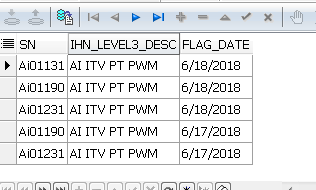 SN IHN_LEVEL3_DESC FLAG_DATE
Ai01131 AI ITV PT PWM 6/18/2018
Ai01190 AI ITV PT PWM 6/18/2018
Ai01231 AI ITV PT PWM 6/18/2018
Ai01190 AI ITV PT PWM 6/17/2018
Ai01231 AI ITV PT PWM 6/17/2018